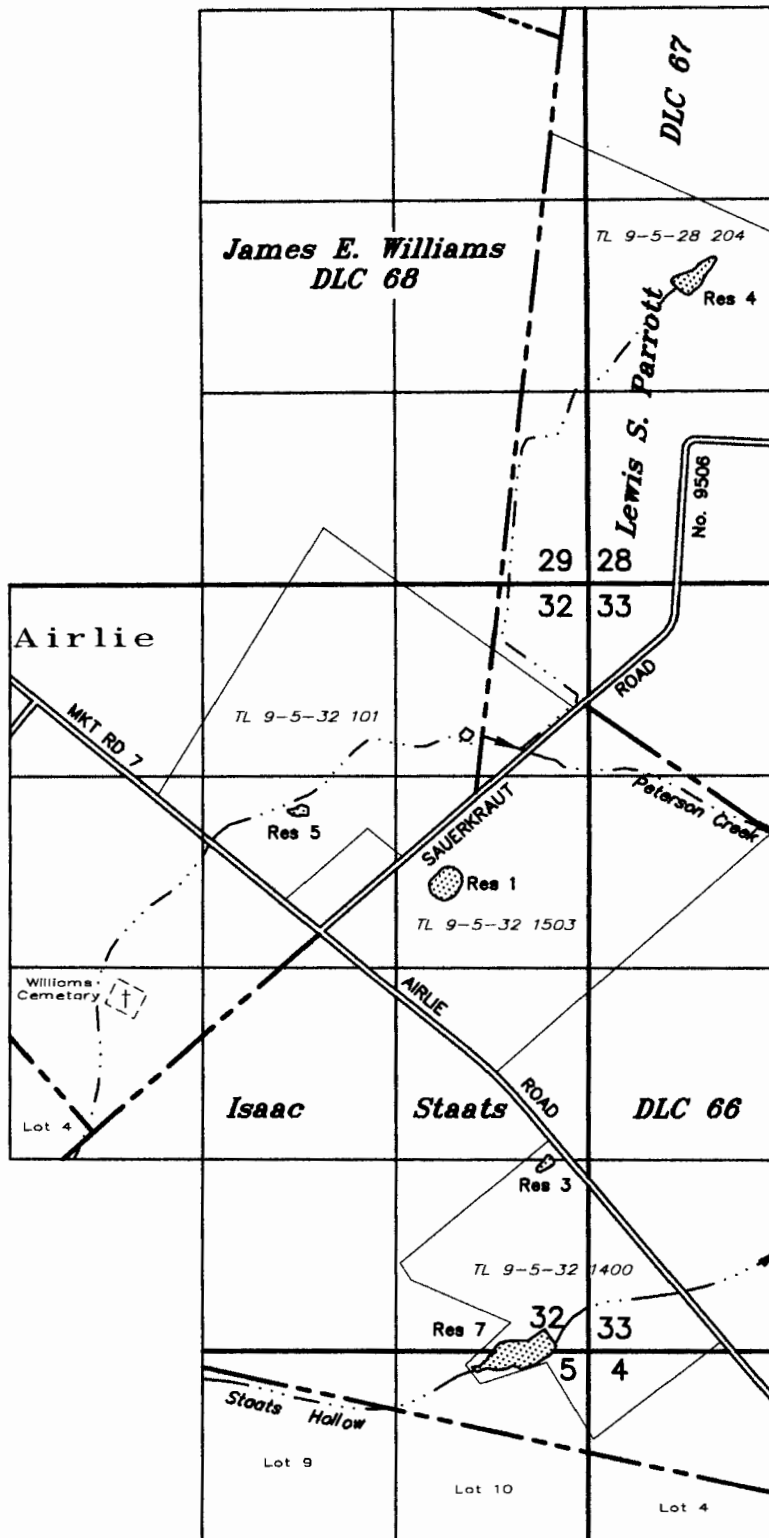 DLC 67
TL 9-5-28 204
James E. Williams
DLC 68
Res 4
Lewis S. Parrott
No. 9506
29 28
32 33
Airlie
ROAD
MKT RD 7
TL 9-5-32 101
Peterson Creek
SAUERKRAUT
Res 5
Res 1
TL 9-5-32 1503
Williams
Cemetary
AIRLIE
Isaac Staats DLC 66
ROAD
Lot 4
Res 3
TL 9-5-32 1400
Res 7
32 33
5 4
Staats Hollow
Lot 9
Lot 10
Lot 4